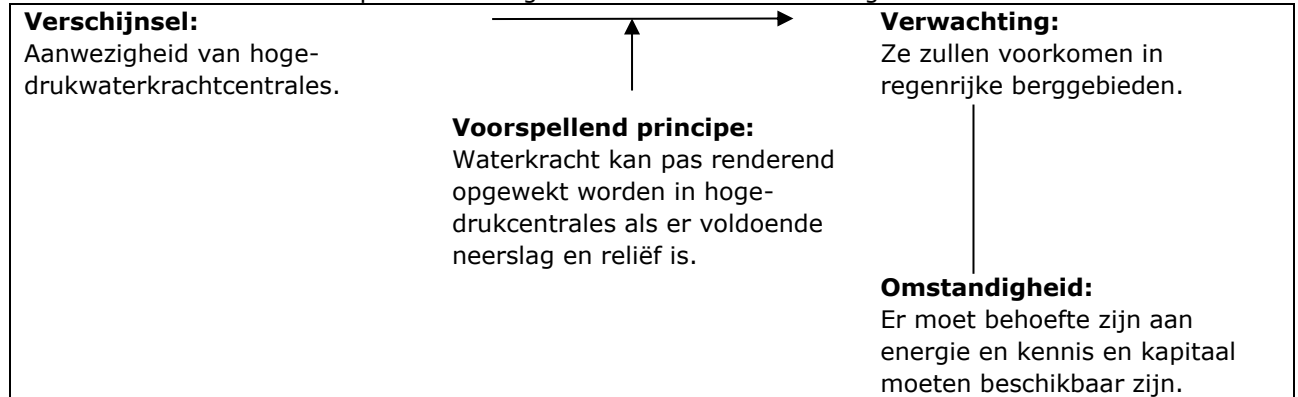 Verschijnsel:
Aanwezigheid van hoge-
drukwaterkrachtcentrales.
Voorspellend principe:
Waterkracht kan pas renderend
opgewekt worden in hoge-
drukcentrales als er voldoende
neerslag en reliëf is.
Verwachting:
Ze zullen voorkomen in
regenrijke berggebieden.
Omstandigheid:
Er moet behoefte zijn aan
energie en kennis en kapitaal
moeten beschikbaar zijn.